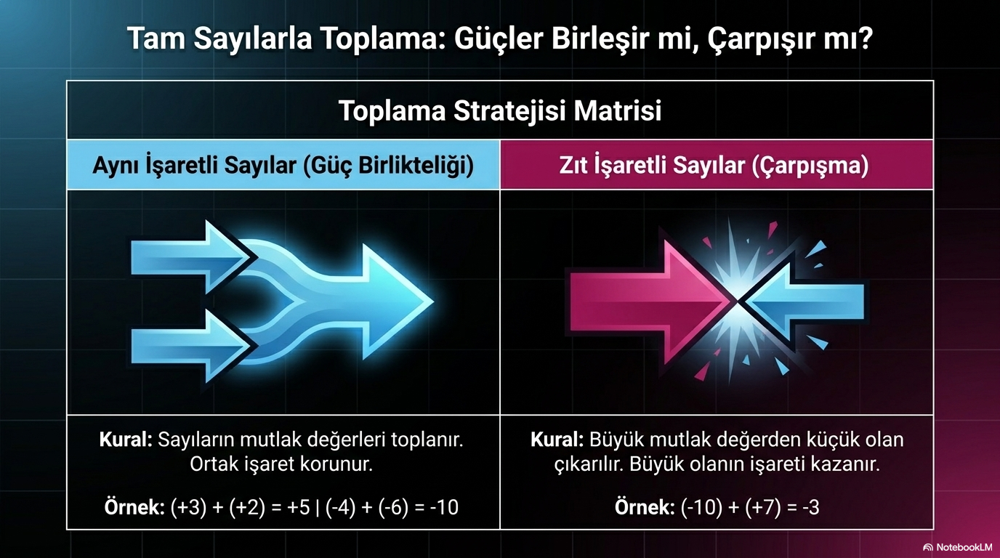 Tam Sayılarla Toplama: Güçler Birleşir mi, Çarpışır mı?
Toplama Stratejisi Matrisi
Aynı İşaretli Sayılar (Güç Birlikteliği)
Zıt İşaretli Sayılar (Çarpışma)
Kural: Sayıların mutlak değerleri toplanır.
Ortak işaret korunur.
Örnek: (+3) + (+2) = +5 | (-4) + (-6) = -10
Kural: Büyük mutlak değerden küçük olan
çıkarılır. Büyük olanın işareti kazanır.
Örnek: (-10) + (+7) = -3
NotebookLM